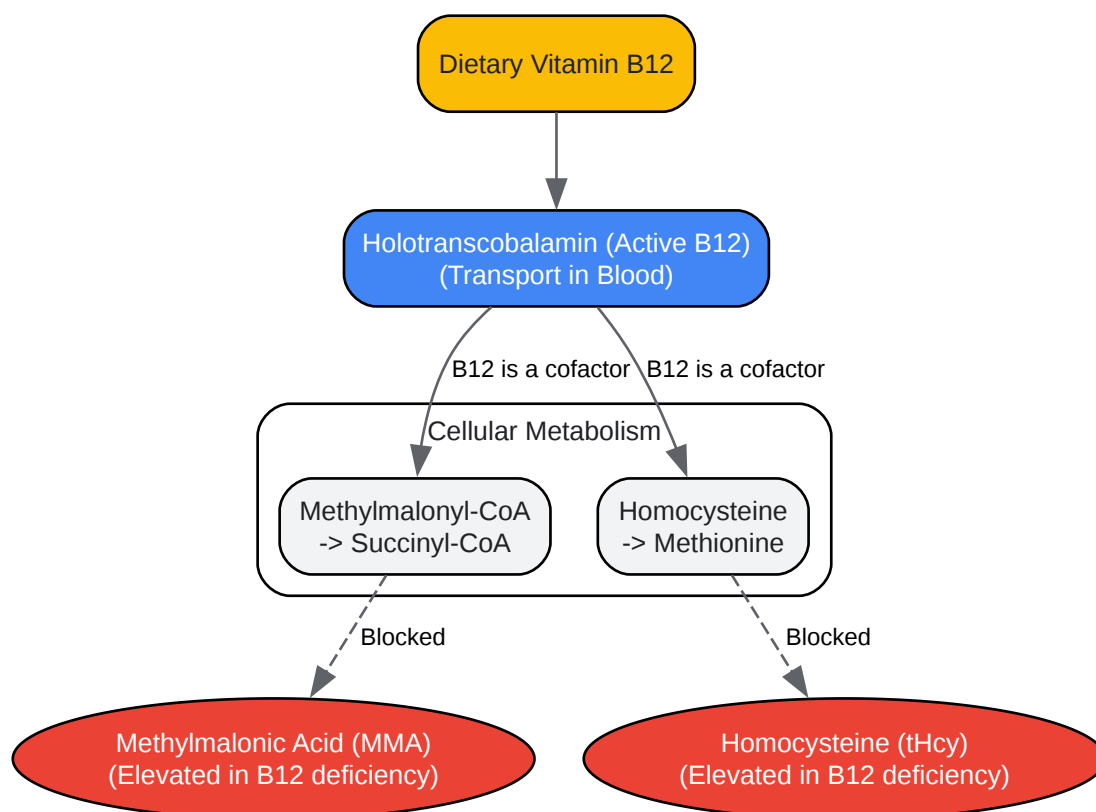 Dietary Vitamin B12
Holotranscobalamin (Active B12)
(Transport in Blood)
B12 is a cofactor
B12 is a cofactor
Cellular Metabolism
Methylmalonyl-CoA
-> Succinyl-CoA
Homocysteine
-> Methionine
Blocked
Blocked
Methylmalonic Acid (MMA)
(Elevated in B12 deficiency)
Homocysteine (tHcy)
(Elevated in B12 deficiency)